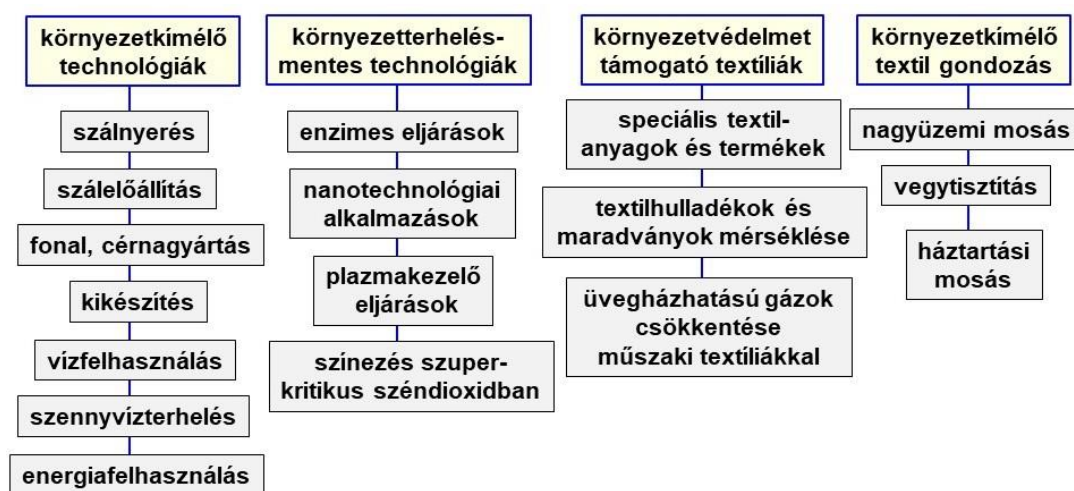 környezetkímélő
technológiák
szálnyerés
szálelőállítás
fonal, cérnagyártás
kikészítés
vízfelhasználás
szennyvízterhelés
energiafelhasználás
környezetterhelés-
mentes technológiák
enzimes eljárások
nanotechnológiai
alkalmazások
plazmakezelő
eljárások
színezés szuper-
kritikus széndioxidban
környezetvédelmet
támogató textíliák
speciális textil-
anyagok és termékek
textilhulladékok és
maradványok mérséklése
üvegházhatású gázok
csökkentése
műszaki textíliákkal
környezetkímélő
textil gondozás
nagyüzemi mosás
vegytisztítás
háztartási
mosás